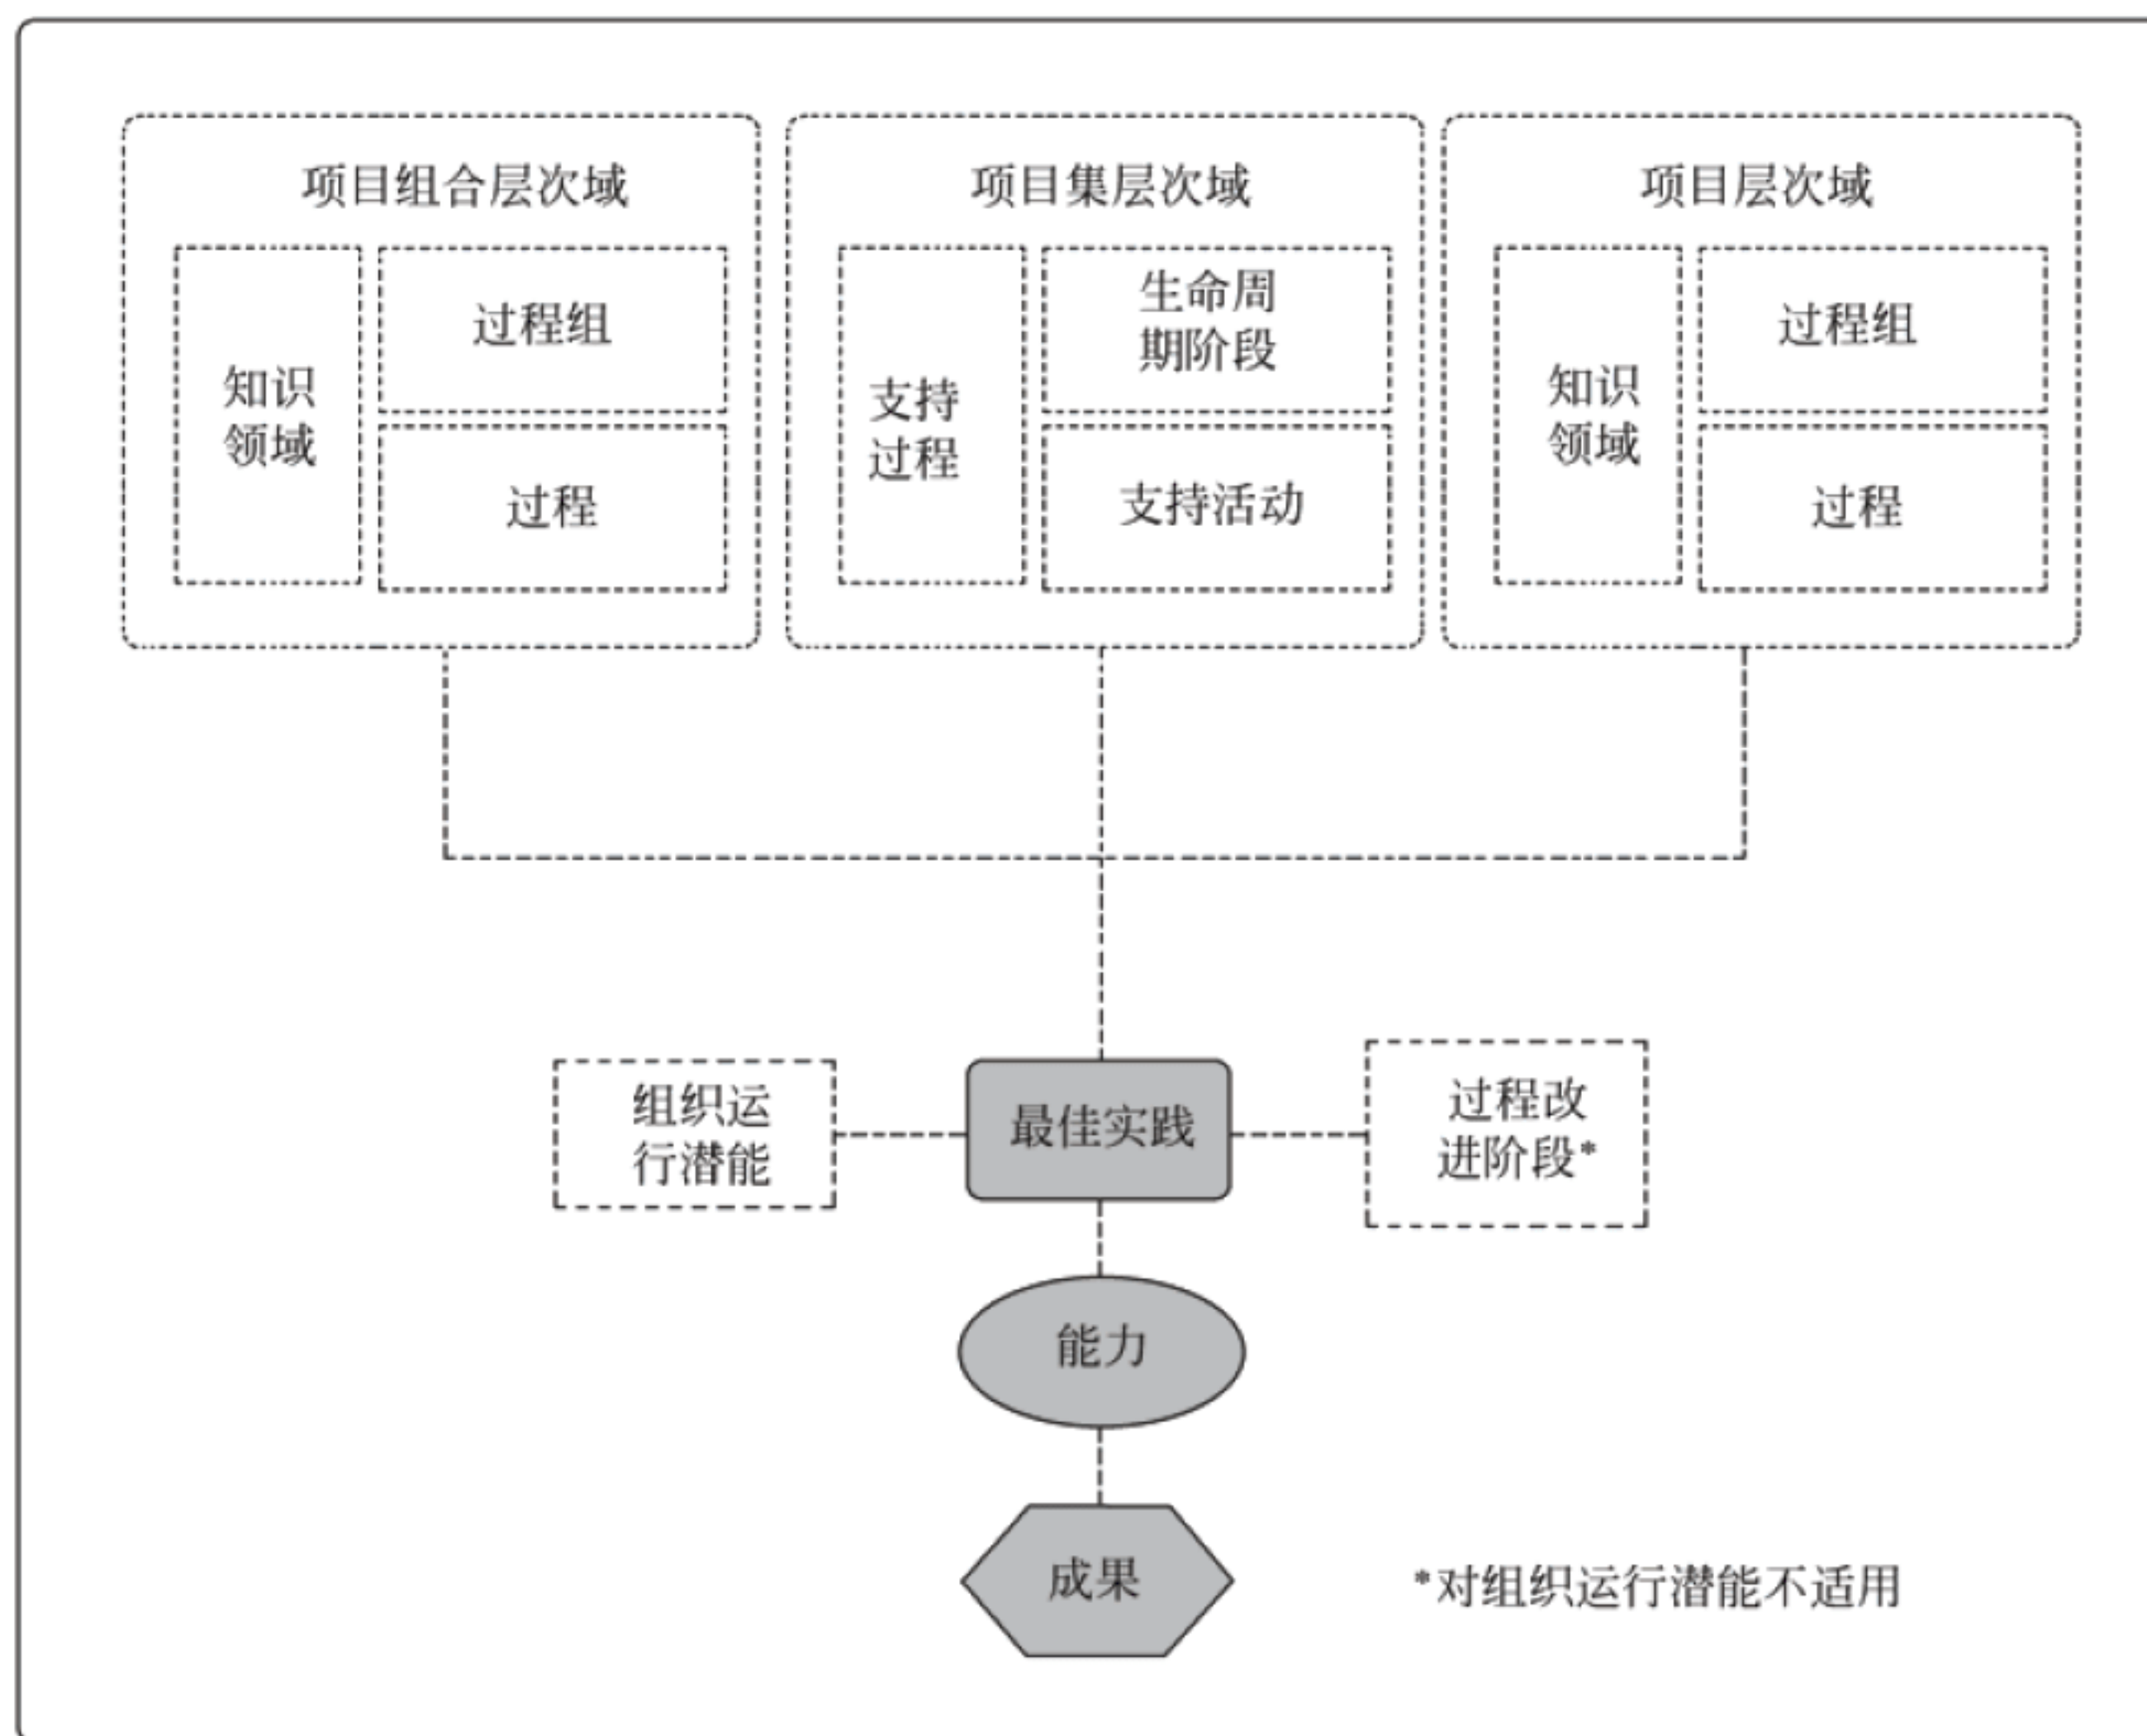 项目组合层次域
知识
领域
过程组
过程
项目集层次域
支持
过程
生命周
期阶段
支持活动
项目层次域
知识
领域
过程组
过程
组织运
行潜能
最佳实践
过程改
进阶段*
能力
成果
*对组织运行潜能不适用